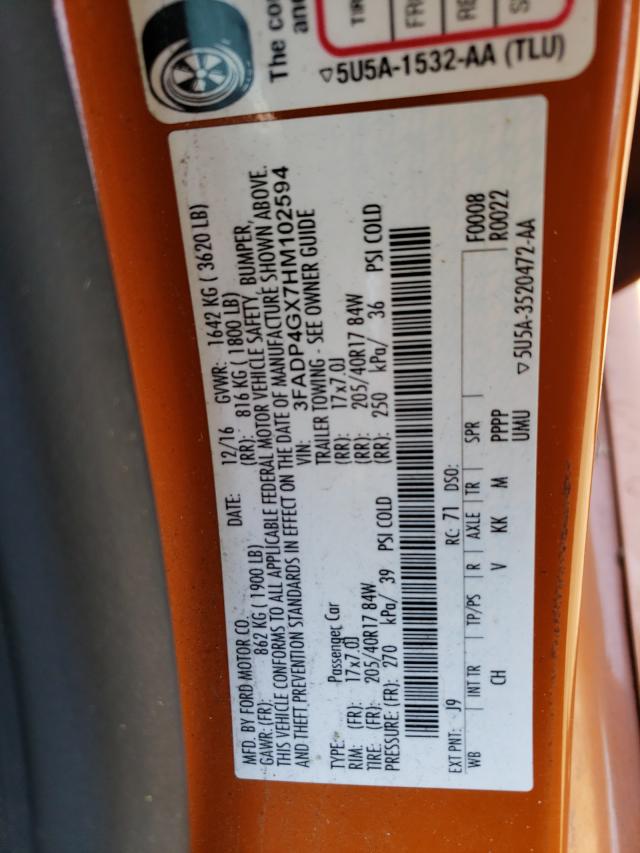 The co
and
TIR
FR
RE
S
▽5U5A-1532-AA (TLU)
MFD. BY FORD MOTOR CO. DATE: 12/16 GVWR: 1642 KG ( 3620 LB)
GAWR: (FR): 862 KG ( 1900 LB) (RR): 816 KG ( 1800 LB)
THIS VEHICLE CONFORMS TO ALL APPLICABLE FEDERAL MOTOR VEHICLE SAFETY, BUMPER,
AND THEFT PREVENTION STANDARDS IN EFFECT ON THE DATE OF MANUFACTURE SHOWN ABOVE.
VIN: 3FADP4GX7HM102594
TYPE: Passenger Car TRAILER TOWING - SEE OWNER GUIDE
RIM: (FR): 17x7.0J (RR): 17x7.0J
TIRE: (FR): 205/40R17 84W (RR): 205/40R17 84W
PRESSURE: (FR): 270 kPa/ 39 PSI COLD (RR): 250 kPa/ 36 PSI COLD
EXT PNT: J9 RC: 71 DSO: F0008
WB INT TR TP/PS R AXLE TR SPR R0022
CH V KK M PPPP
UMU ▽5U5A-3520472-AA